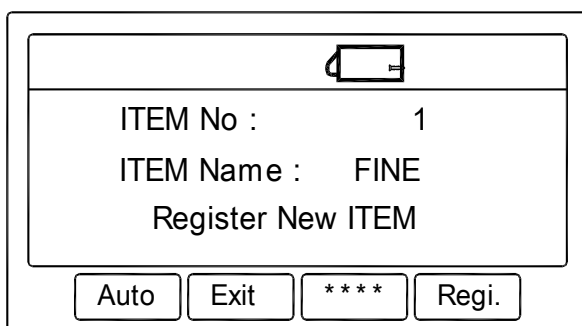 ITEM No : 1
ITEM Name : FINE
Register New ITEM
Auto Exit **** Regi.